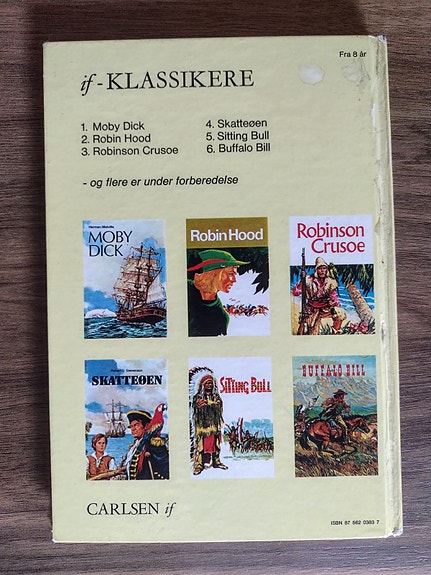 Fra 8 år
if - KLASSIKERE
1. Moby Dick
2. Robin Hood
3. Robinson Crusoe
4. Skatteøen
5. Sitting Bull
6. Buffalo Bill
- og flere er under forberedelse
Herman Melville
MOBY
DICK
Robin Hood
Robinson
Crusoe
SKATTEØEN
SITTING BULL
BUFFALO BILL
CARLSEN if
ISBN 87 562 0383 7